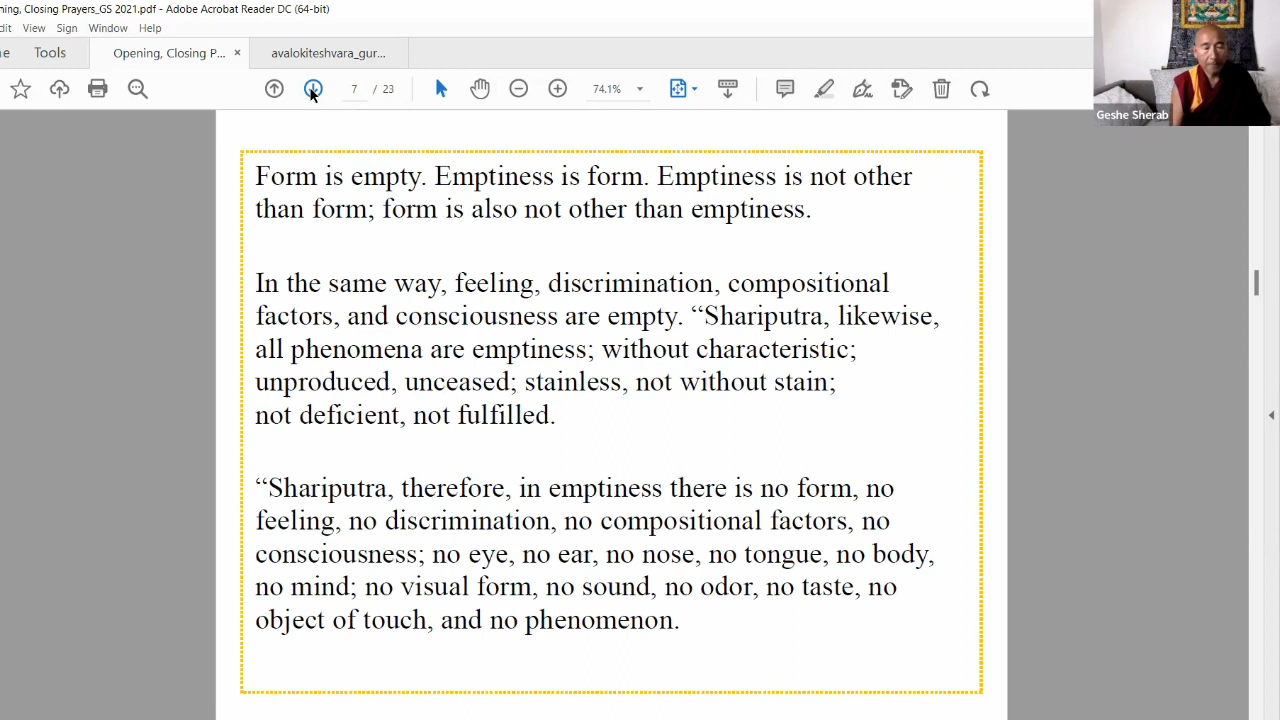 ning, Closing Prayers_GS 2021.pdf - Adobe Acrobat Reader DC (64-bit)
dit View Sign Window Help
e Tools Opening, Closing P... × avalokiteshvara_gur...
7 / 23 74.1%
Geshe Sherab
Form is empty. Emptiness is form. Emptiness is not other
than form; form is also not other than emptiness.
In the same way, feeling, discrimination, compositional
factors, and consciousness are empty. “Shariputra, likewise,
all phenomena are emptiness; without characteristic;
unproduced, unceased; stainless, not without stain;
not deficient, not fulfilled.
“Shariputra, therefore, in emptiness there is no form, no
feeling, no discrimination, no compositional factors, no
consciousness; no eye, no ear, no nose, no tongue, no body,
no mind; no visual form, no sound, no odor, no taste, no
object of touch, and no phenomenon.